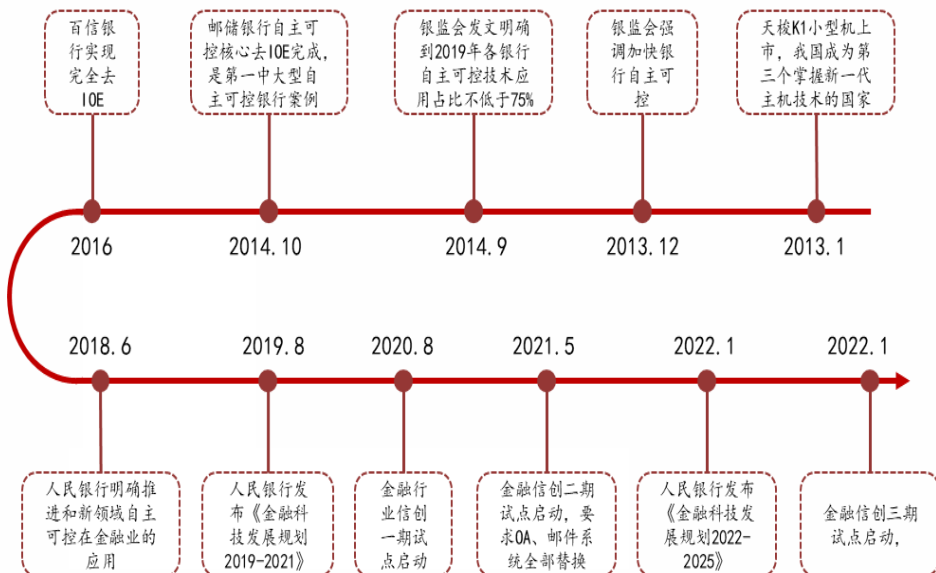 百信银
行实现
完全去
IOE
邮储银行自主可
控核心去IOE完成，
是第一中大型自
主可控银行案例
银监会发文明确
到2019年各银行
自主可控技术应
用占比不低于75%
银监会强
调加快银
行自主可
控
天梭K1小型机上
市，我国成为第
三个掌握新一代
主机技术的国家
2016
2014.10
2014.9
2013.12
2013.1
2018.6
2019.8
2020.8
2021.5
2022.1
2022.1
人民银行明确推
进和新领域自主
可控在金融业的
应用
人民银行发
布《金融科
技发展规划
2019-2021》
金融行
业信创
一期试
点启动
金融信创二期
试点启动，要
求OA、邮件系
统全部替换
人民银行发布
《金融科技发
展规划2022-
2025》
金融信创三期
试点启动，